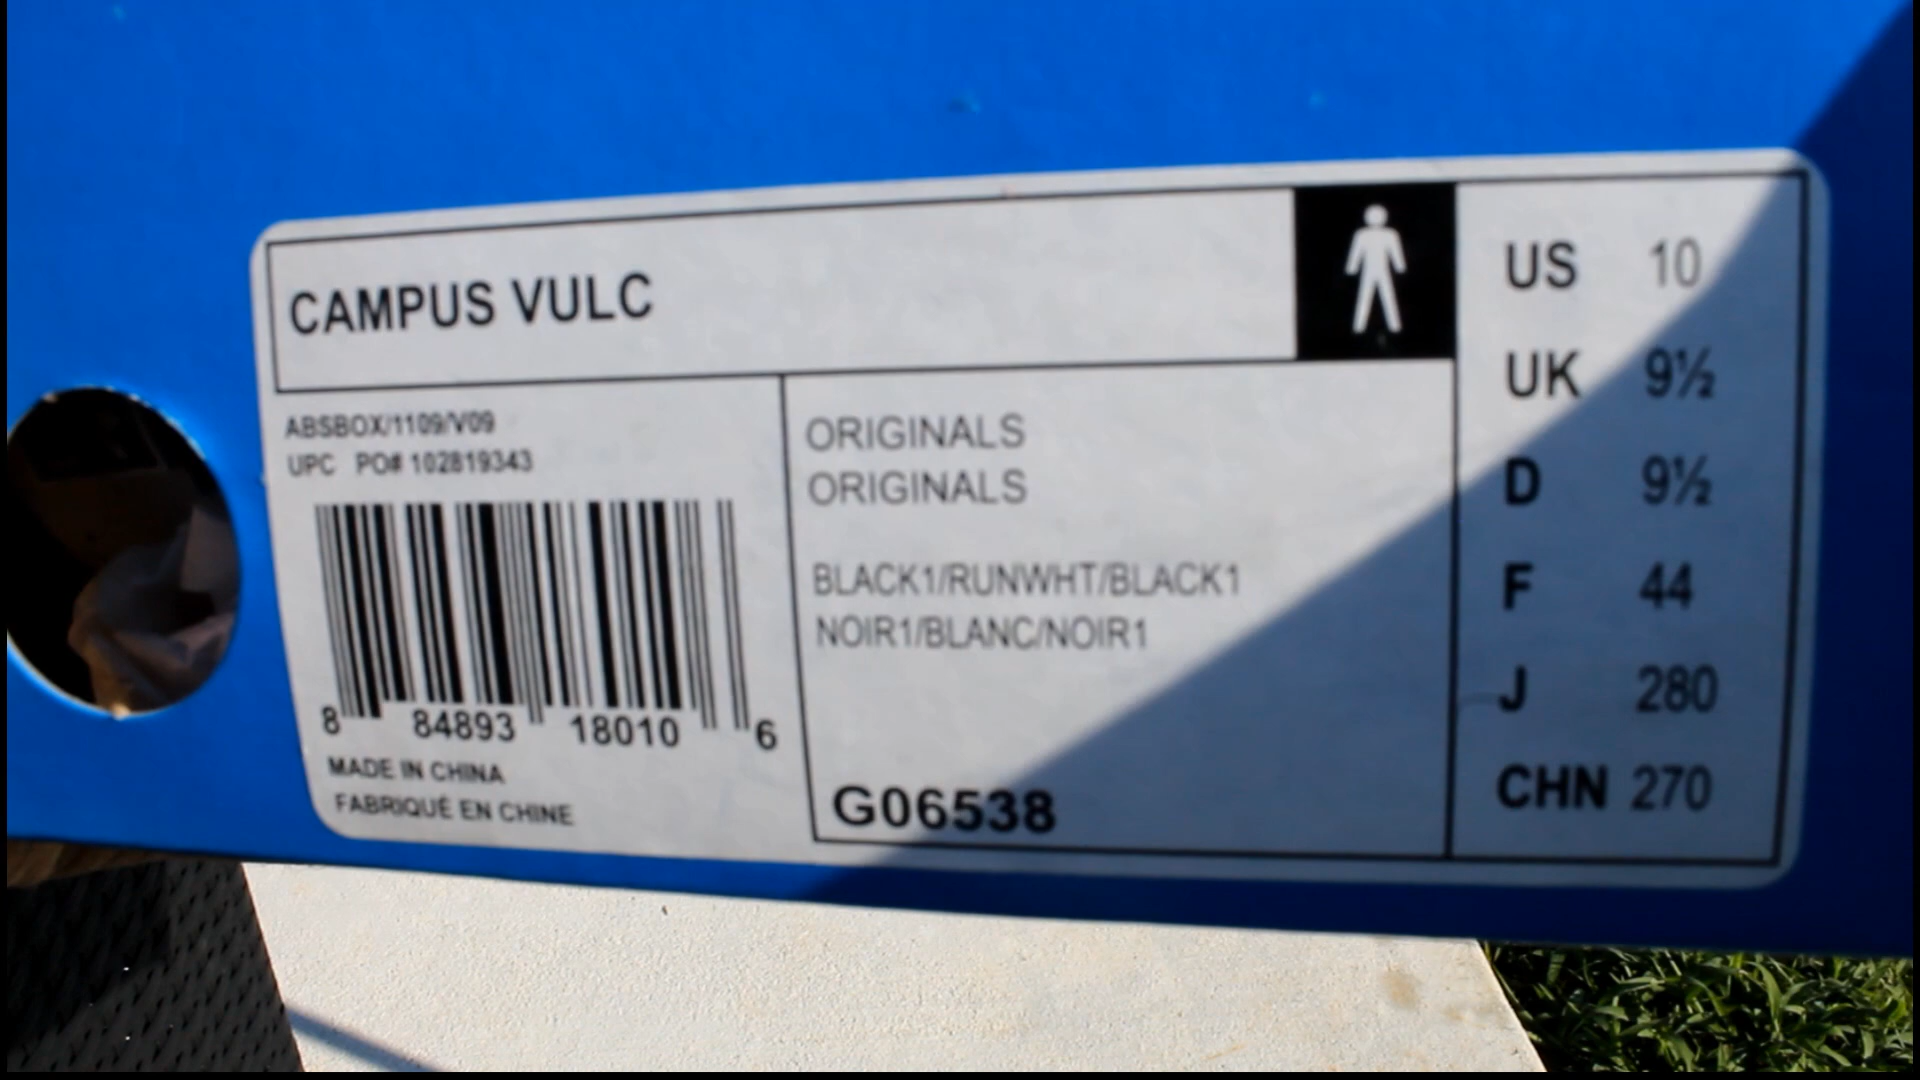 CAMPUS VULC
ABSBOX/1109/V09
UPC PO# 102819343
8 84893 18010 6
MADE IN CHINA
FABRIQUÉ EN CHINE
ORIGINALS
ORIGINALS
BLACK1/RUNWHT/BLACK1
NOIR1/BLANC/NOIR1
G06538
US 10
UK 9½
D 9½
F 44
J 280
CHN 270